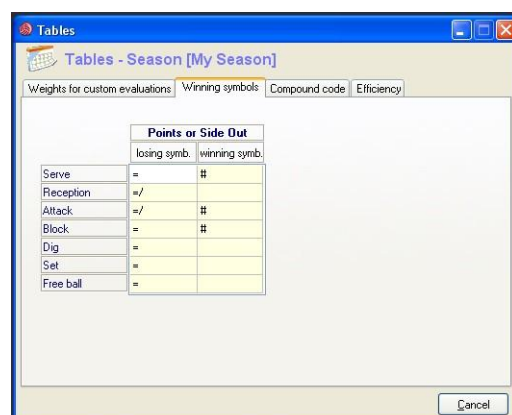 Tables
Tables - Season [My Season]
Weights for custom evaluations Winning symbols Compound code Efficiency
Points or Side Out
losing symb. winning symb.
Serve = #
Reception =/
Attack =/ #
Block = #
Dig =
Set =
Free ball =
Cancel